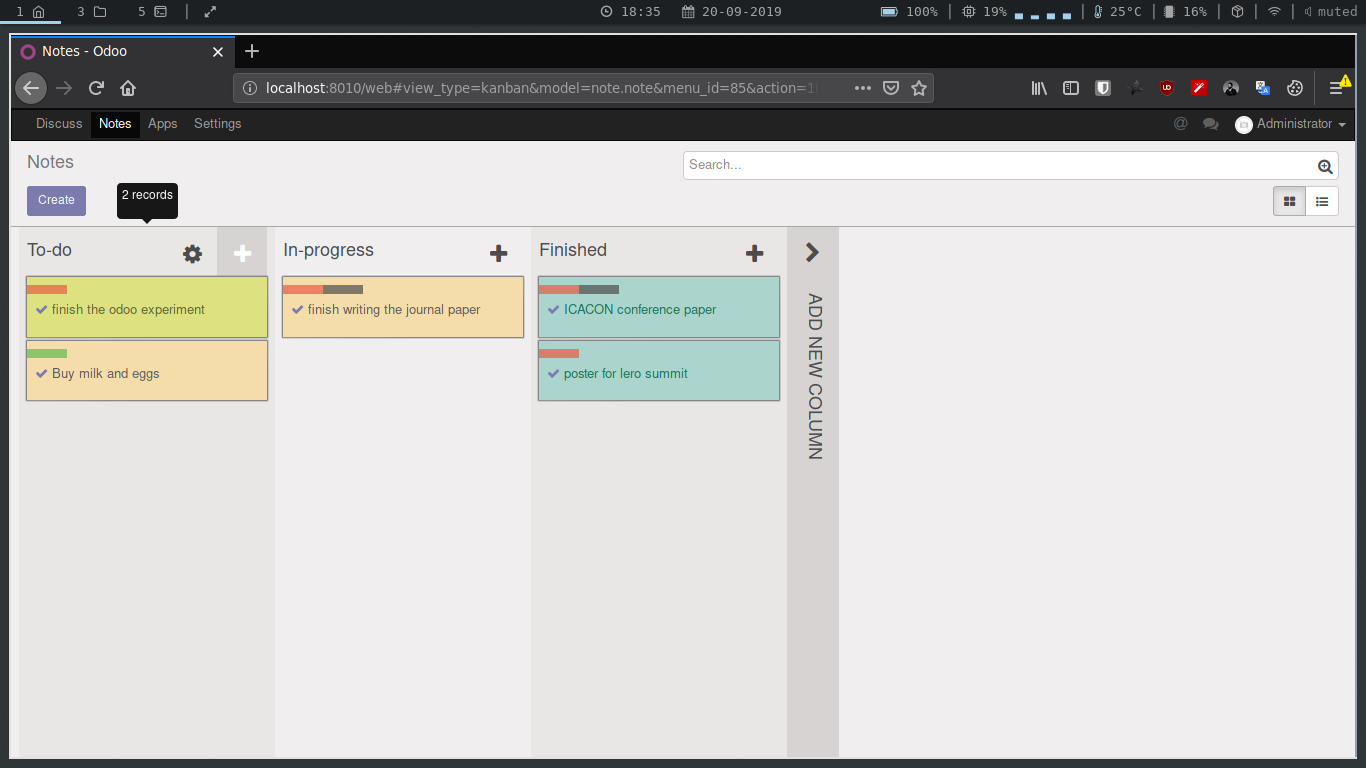 1 3 5 18:35 20-09-2019 100% 19% 25°C 16% muted
Notes - Odoo
localhost:8010/web#view_type=kanban&model=note.note&menu_id=85&action=1
Discuss Notes Apps Settings @ Administrator
Notes Search...
Create 2 records
To-do In-progress Finished
finish the odoo experiment finish writing the journal paper ICACON conference paper
Buy milk and eggs poster for lero summit
ADD NEW COLUMN